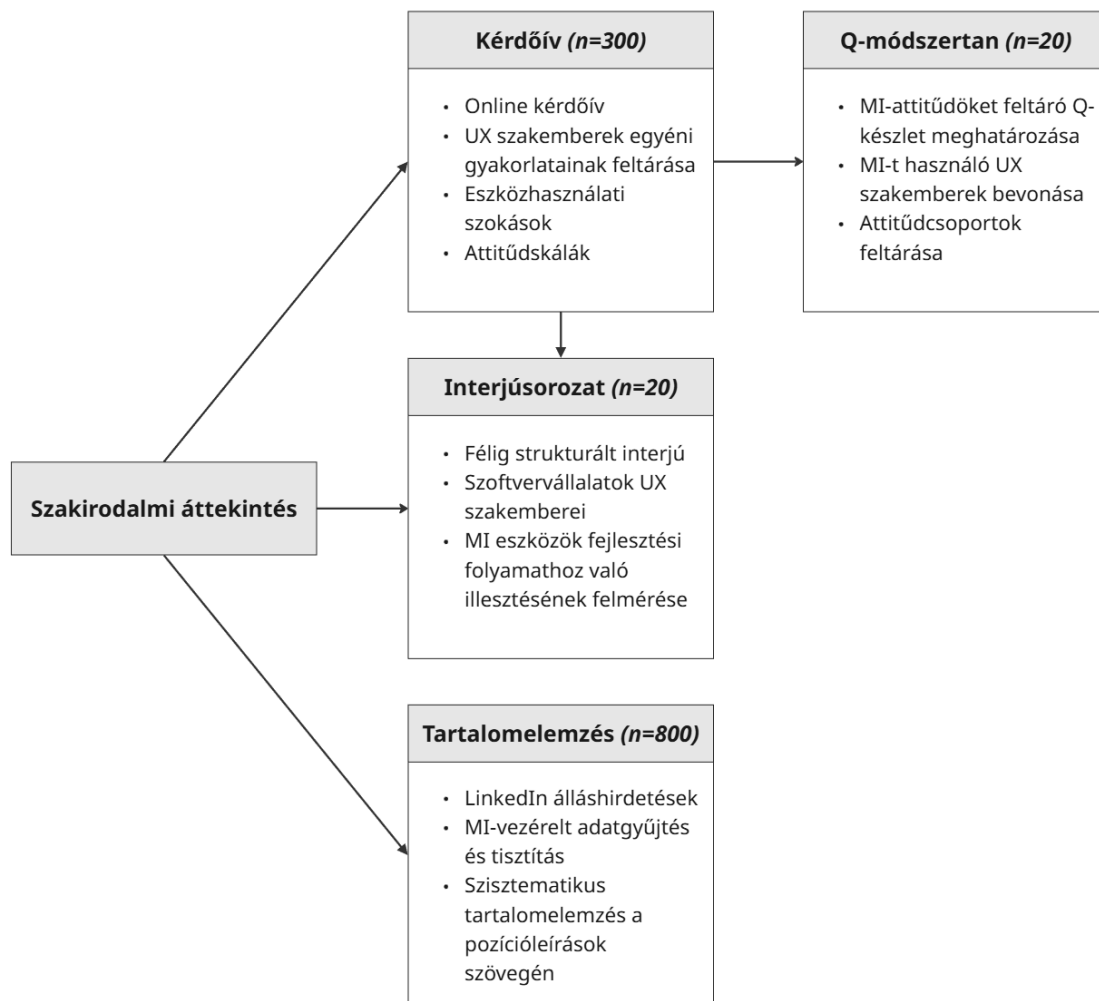 Kérdőív (n=300)
• Online kérdőív
• UX szakemberek egyéni
gyakorlatainak feltárása
• Eszközhasználati
szokások
• Attitűdskálák
Q-módszertan (n=20)
• MI-attitűdöket feltáró Q-
készlet meghatározása
• MI-t használó UX
szakemberek bevonása
• Attitűdcsoportok
feltárása
Interjúsorozat (n=20)
• Félig strukturált interjú
• Szoftvervállalatok UX
szakemberei
• MI eszközök fejlesztési
folyamathoz való
illesztésének felmérése
Szakirodalmi áttekintés
Tartalomelemzés (n=800)
• LinkedIn álláshirdetések
• MI-vezérelt adatgyűjtés
és tisztítás
• Szisztematikus
tartalomelemzés a
pozícióleírások
szövegén